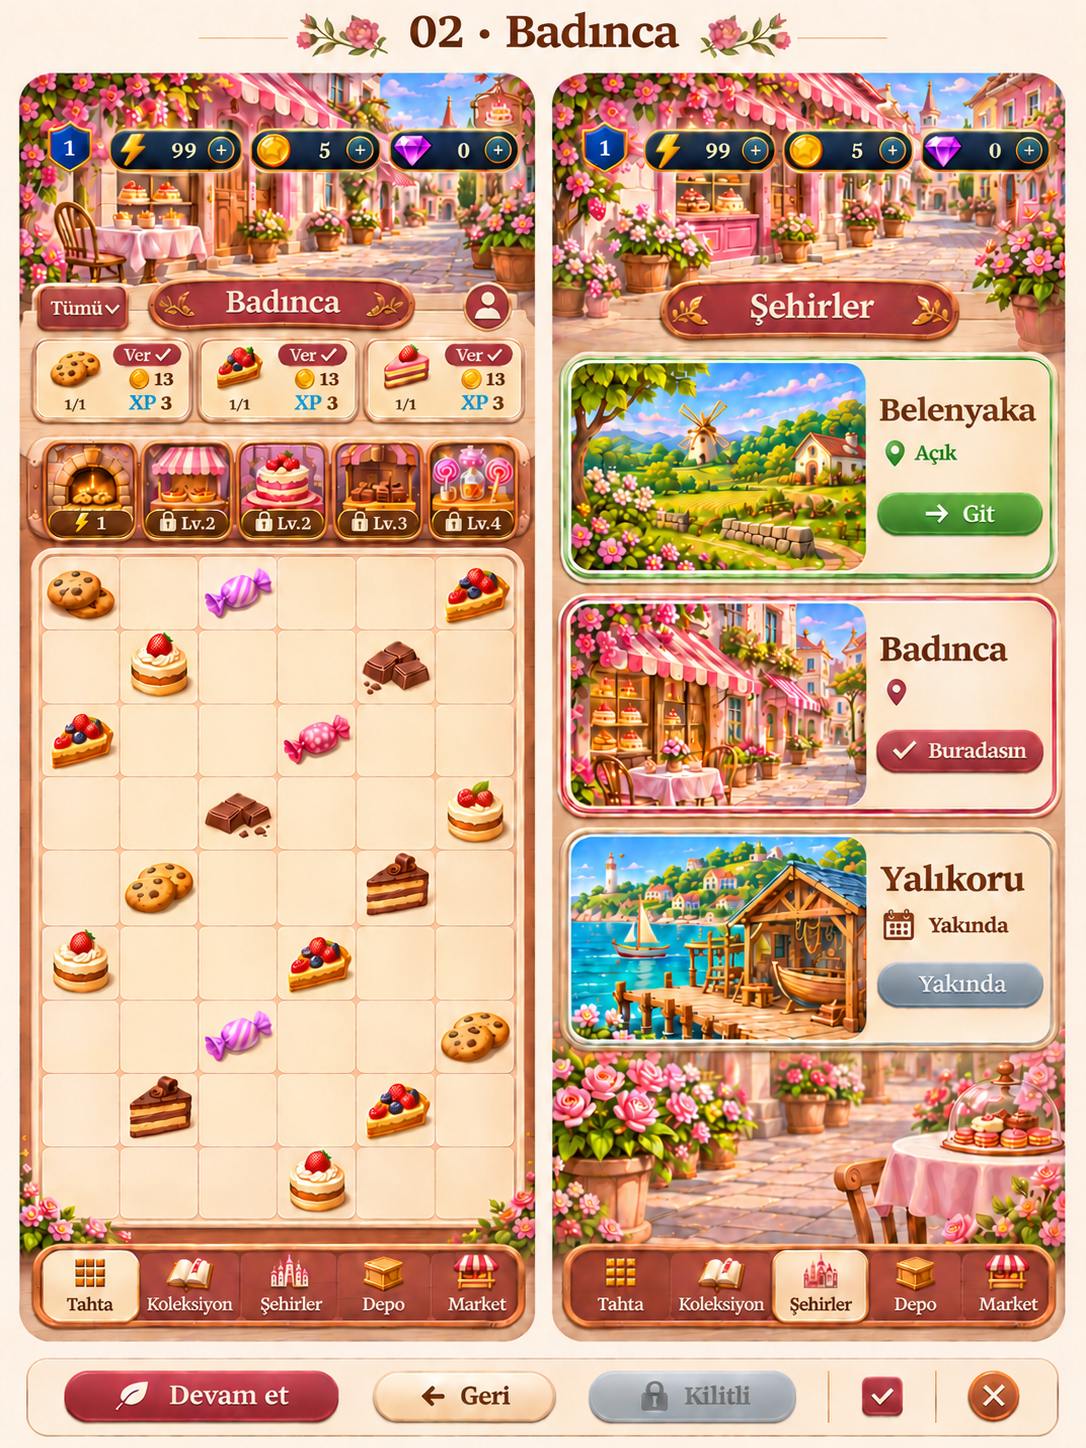 02 · Badınca
1 99 + 5 + 0 +
Tümü Badınca
Ver 13 1/1 XP 3
Ver 13 1/1 XP 3
Ver 13 1/1 XP 3
1 Lv.2 Lv.2 Lv.3 Lv.4
Tahta Koleksiyon Şehirler Depo Market
1 99 + 5 + 0 +
Şehirler
Belenyaka
Açık
Git
Badınca
Buradasın
Yalıkoru
Yakında
Yakında
Tahta Koleksiyon Şehirler Depo Market
Devam et Geri Kilitli